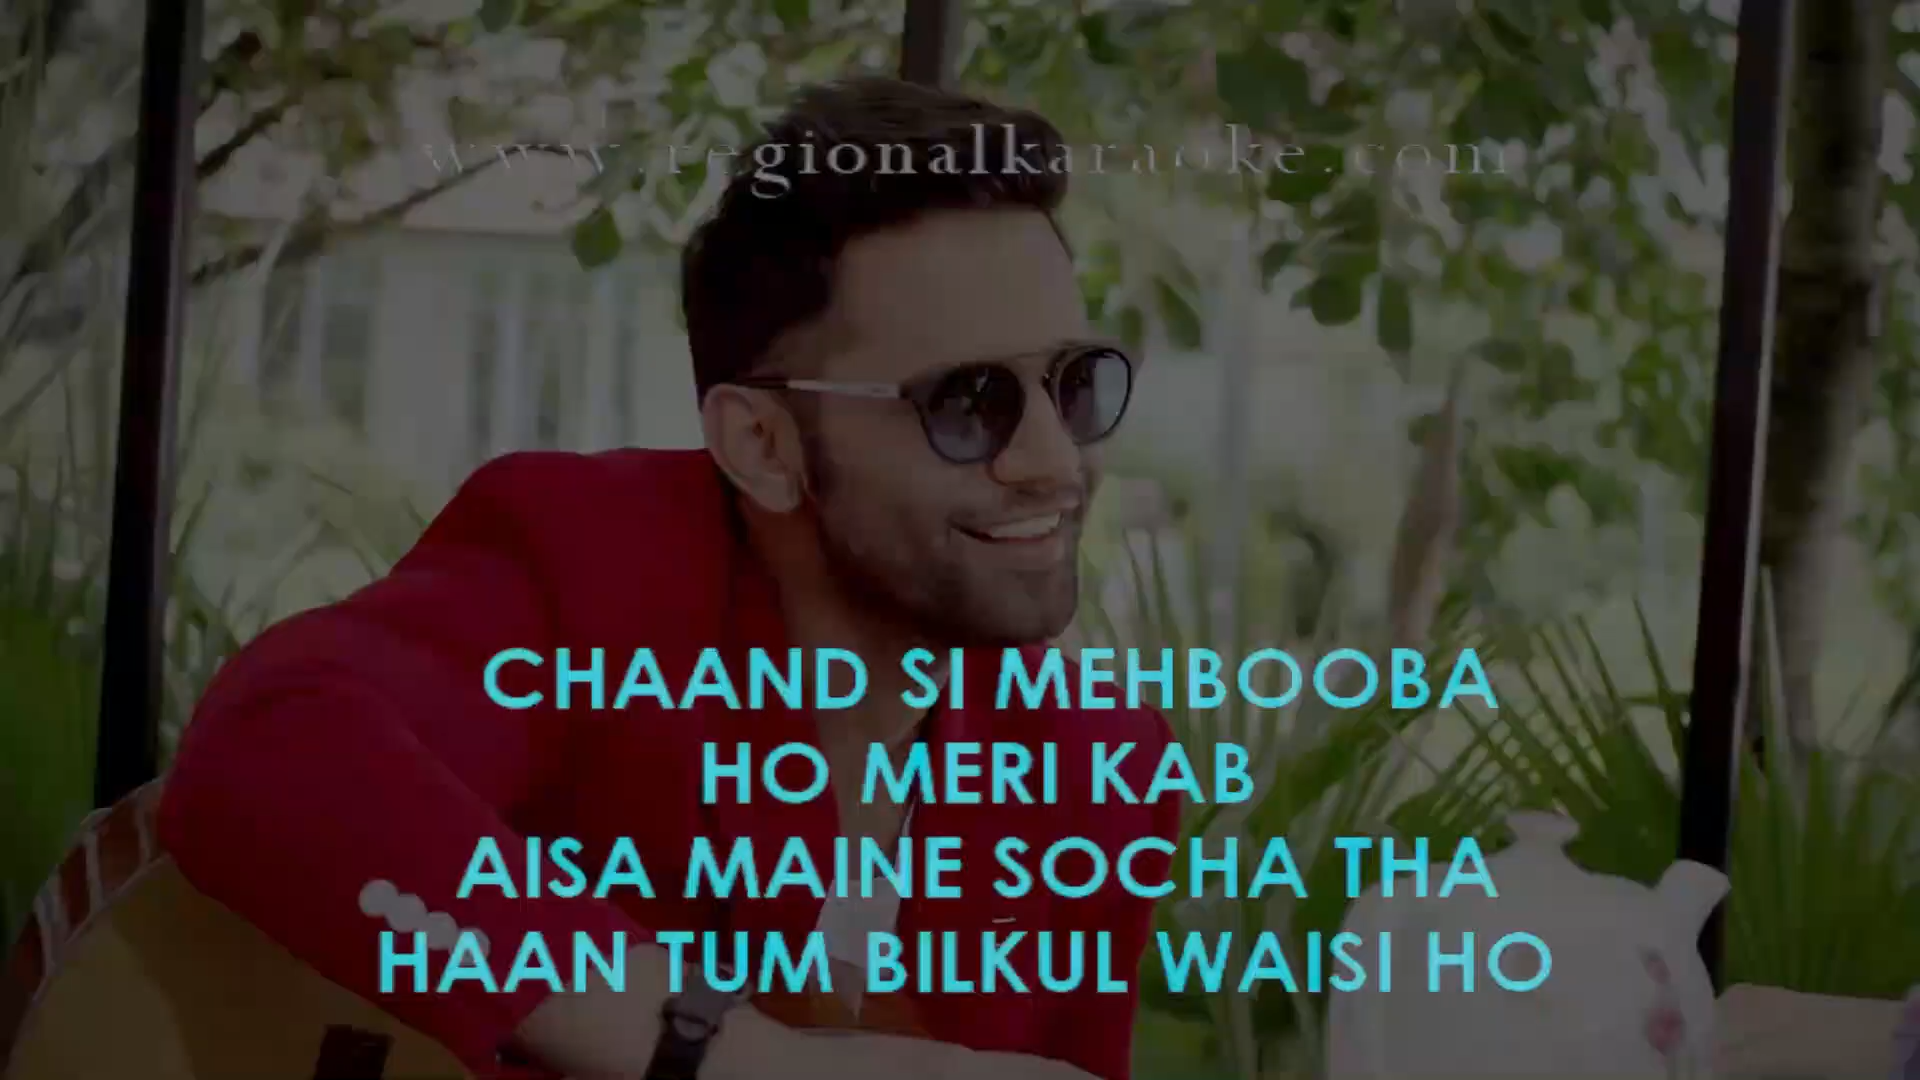 www.regionalkaraoke.com
CHAAND SI MEHBOOBA
HO MERI KAB
AISA MAINE SOCHA THA
HAAN TUM BILKUL WAISI HO